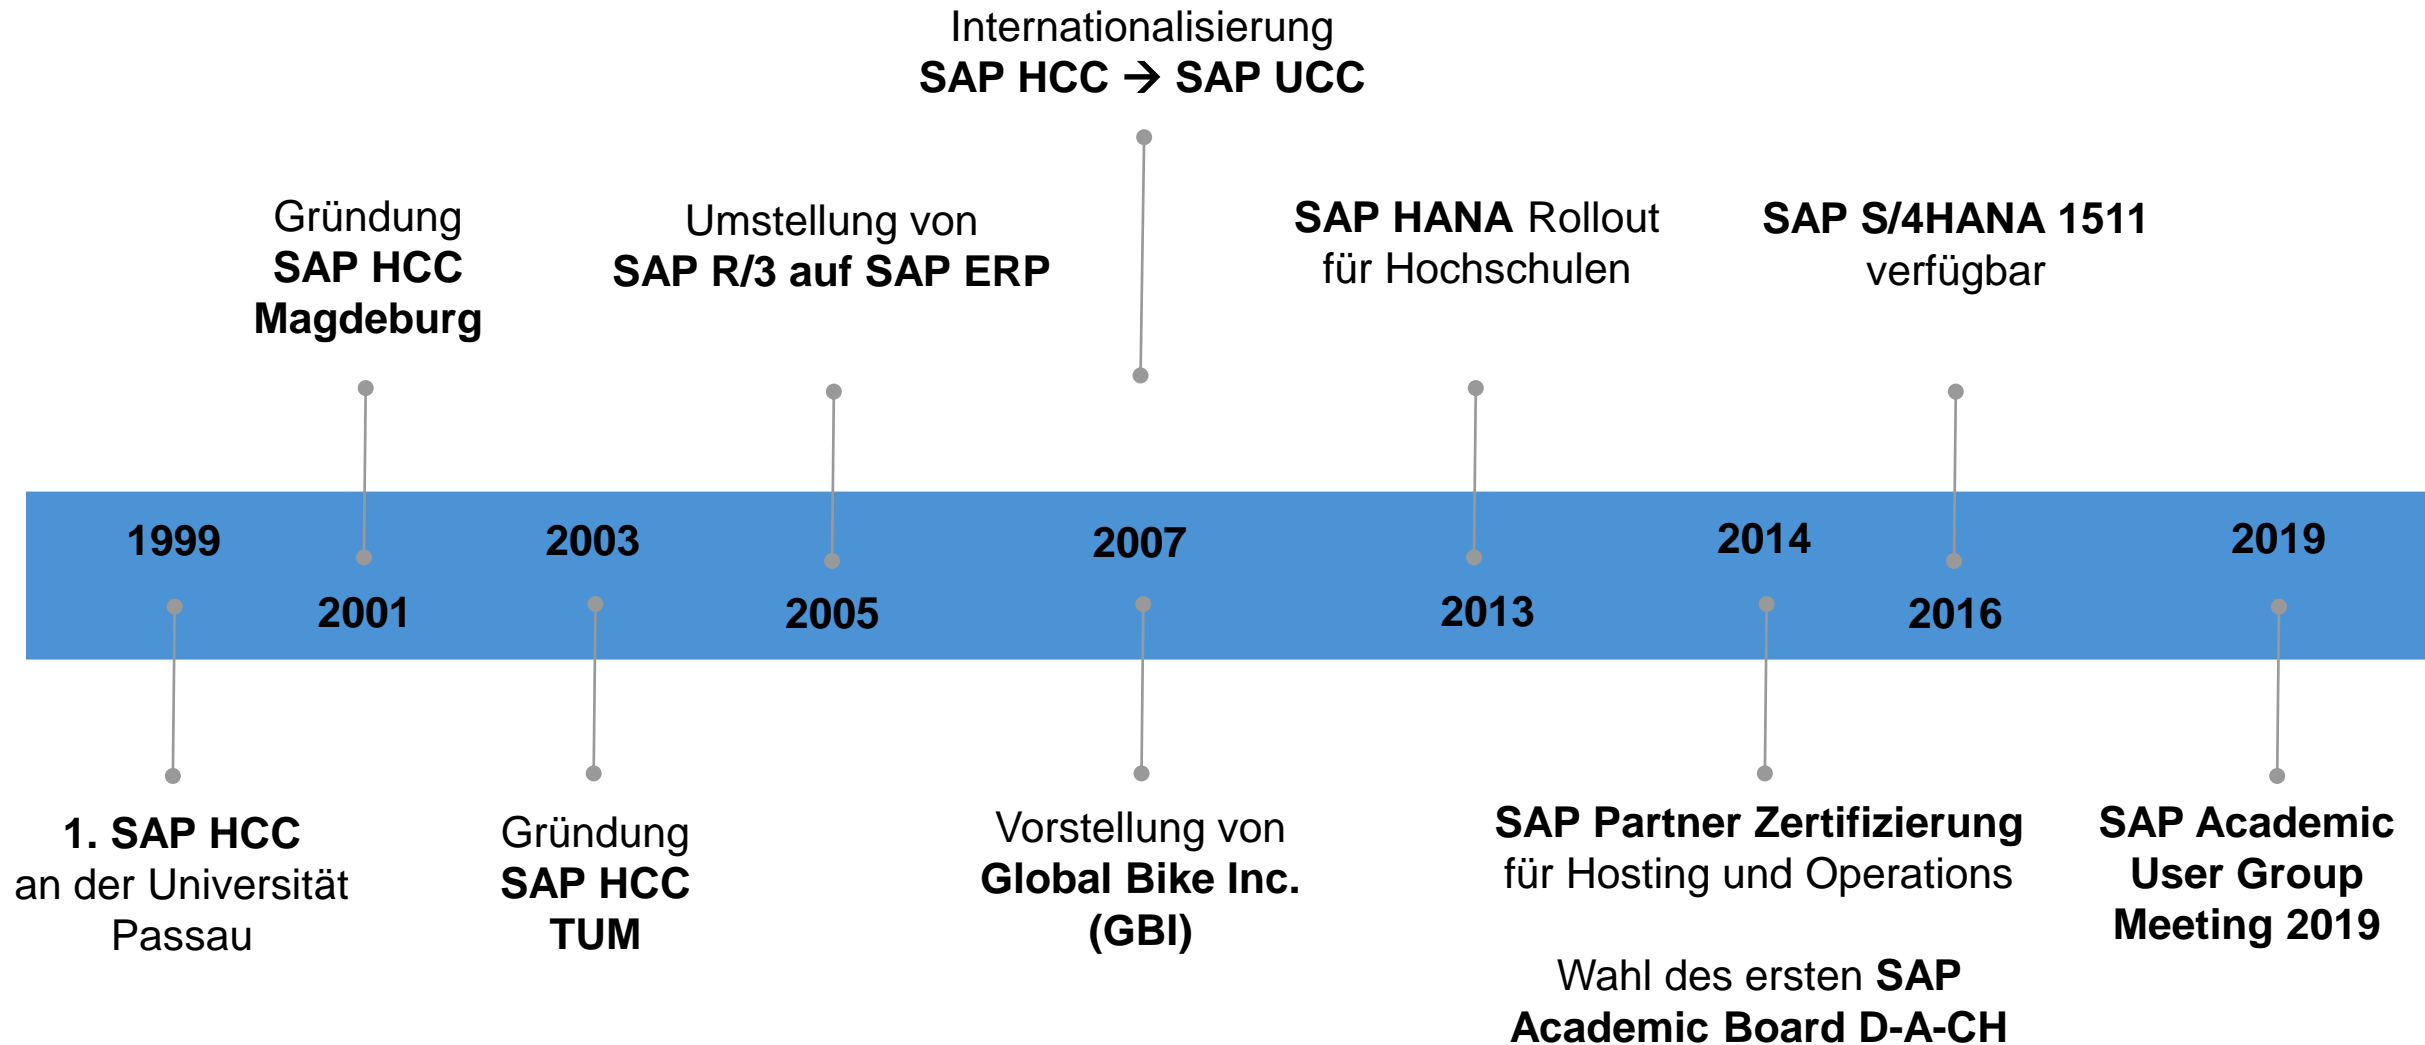 Internationalisierung
SAP HCC → SAP UCC
Gründung
SAP HCC
Magdeburg
Umstellung von
SAP R/3 auf SAP ERP
SAP HANA Rollout
für Hochschulen
SAP S/4HANA 1511
verfügbar
1999
2001
2003
2005
2007
2013
2014
2016
2019
1. SAP HCC
an der Universität
Passau
Gründung
SAP HCC
TUM
Vorstellung von
Global Bike Inc.
(GBI)
SAP Partner Zertifizierung
für Hosting und Operations
Wahl des ersten SAP
Academic Board D-A-CH
SAP Academic
User Group
Meeting 2019